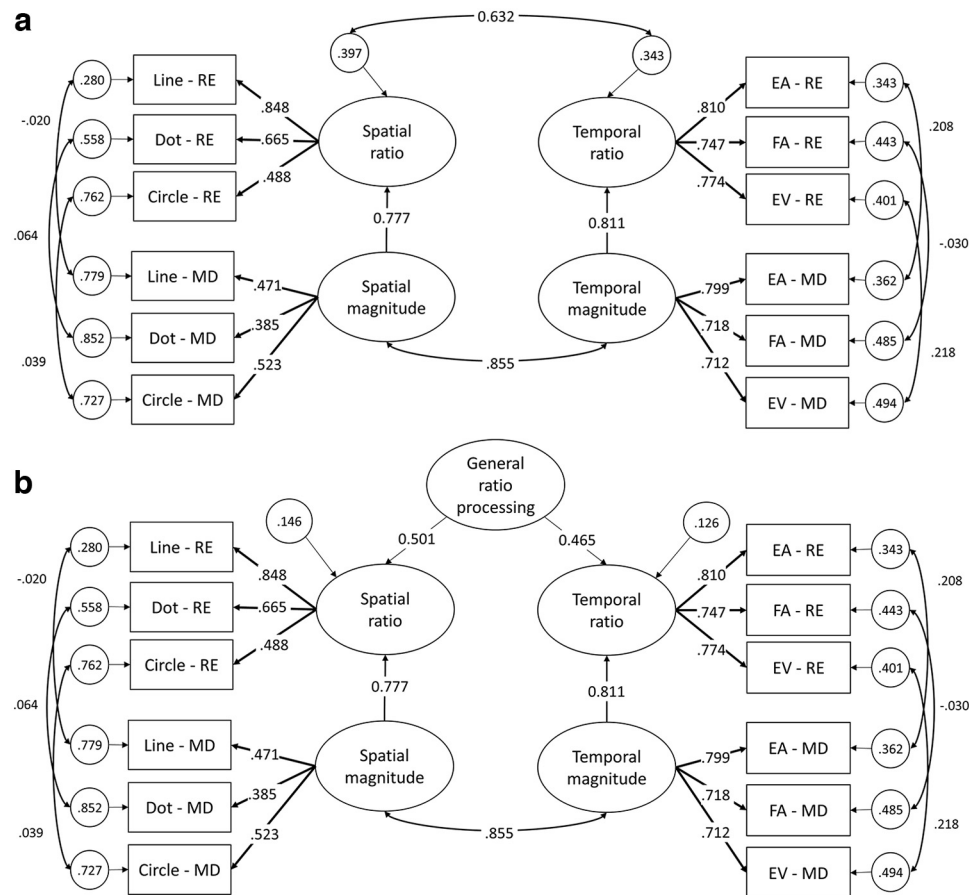 a
0.632
.397
.343
.280
Line - RE
EA - RE
.343
.848
.810
-.020
.208
.558
Dot - RE
.665
Spatial
ratio
Temporal
ratio
.747
FA - RE
.443
.488
.774
.762
Circle - RE
EV - RE
.401
0.777
0.811
.064
-.030
.779
Line - MD
.471
Spatial
magnitude
Temporal
magnitude
.799
EA - MD
.362
.385
.718
.852
Dot - MD
FA - MD
.485
.039
.523
.855
.712
.218
.727
Circle - MD
EV - MD
.494
b
General
ratio
processing
.146
.126
.280
Line - RE
.501
0.465
EA - RE
.343
-.020
.848
.810
.208
.558
Dot - RE
.665
Spatial
ratio
Temporal
ratio
.747
FA - RE
.443
.488
.774
.762
Circle - RE
EV - RE
.401
0.777
0.811
.064
-.030
.779
Line - MD
.471
Spatial
magnitude
Temporal
magnitude
.799
EA - MD
.362
.385
.718
.852
Dot - MD
FA - MD
.485
.039
.523
.855
.712
.218
.727
Circle - MD
EV - MD
.494